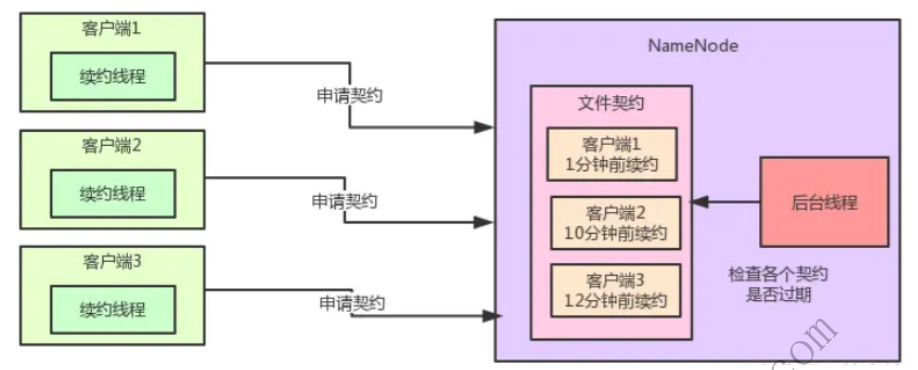 客户端1
续约线程
申请契约
客户端2
续约线程
申请契约
客户端3
续约线程
申请契约
NameNode
文件契约
客户端1
1分钟前续约
客户端2
10分钟前续约
客户端3
12分钟前续约
后台线程
检查各个契约
是否过期
.com